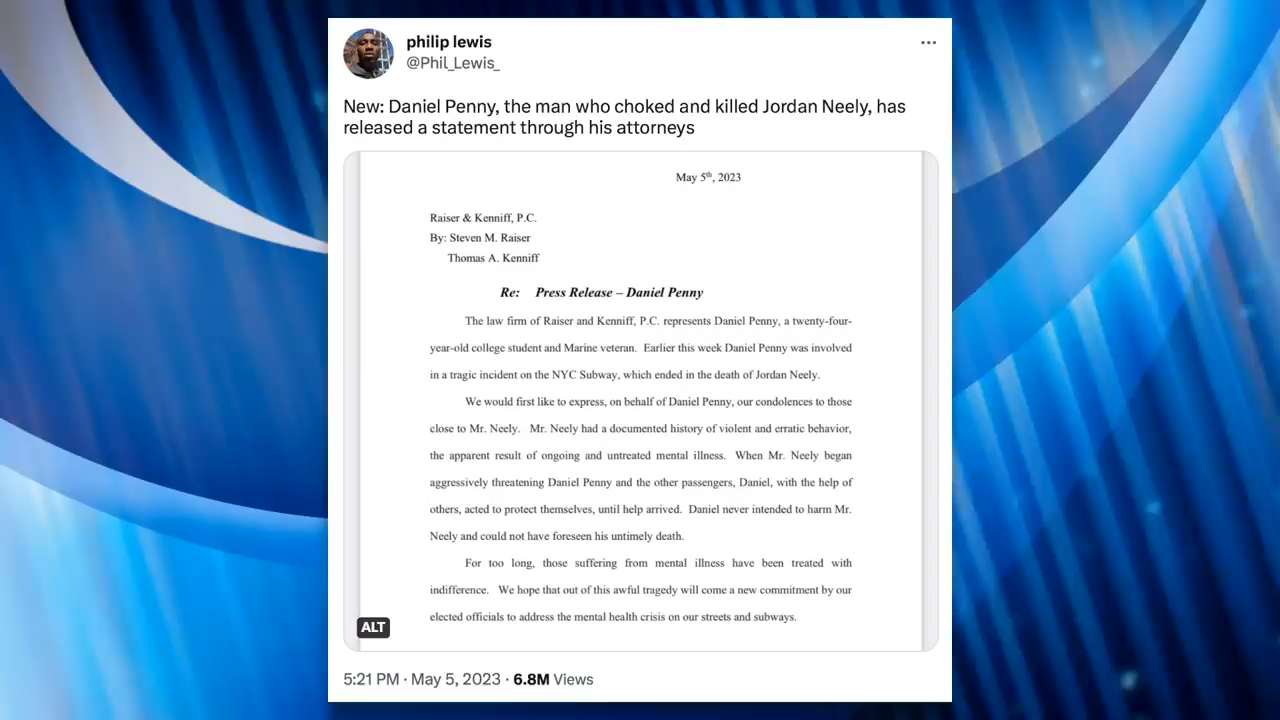 philip lewis
@Phil_Lewis_
New: Daniel Penny, the man who choked and killed Jordan Neely, has
released a statement through his attorneys
May 5th, 2023
Raiser & Kenniff, P.C.
By: Steven M. Raiser
Thomas A. Kenniff
Re: Press Release – Daniel Penny
The law firm of Raiser and Kenniff, P.C. represents Daniel Penny, a twenty-four-
year-old college student and Marine veteran. Earlier this week Daniel Penny was involved
in a tragic incident on the NYC Subway, which ended in the death of Jordan Neely.
We would first like to express, on behalf of Daniel Penny, our condolences to those
close to Mr. Neely. Mr. Neely had a documented history of violent and erratic behavior,
the apparent result of ongoing and untreated mental illness. When Mr. Neely began
aggressively threatening Daniel Penny and the other passengers, Daniel, with the help of
others, acted to protect themselves, until help arrived. Daniel never intended to harm Mr.
Neely and could not have foreseen his untimely death.
For too long, those suffering from mental illness have been treated with
indifference. We hope that out of this awful tragedy will come a new commitment by our
elected officials to address the mental health crisis on our streets and subways.
ALT
5:21 PM · May 5, 2023 · 6.8M Views